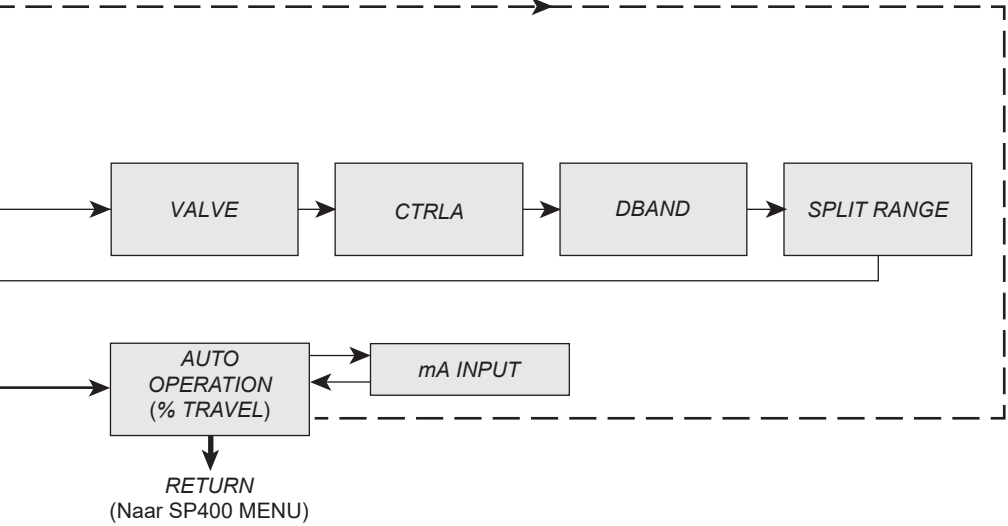 VALVE
CTRLA
DBAND
SPLIT RANGE
AUTO
OPERATION
(% TRAVEL)
mA INPUT
RETURN
(Naar SP400 MENU)